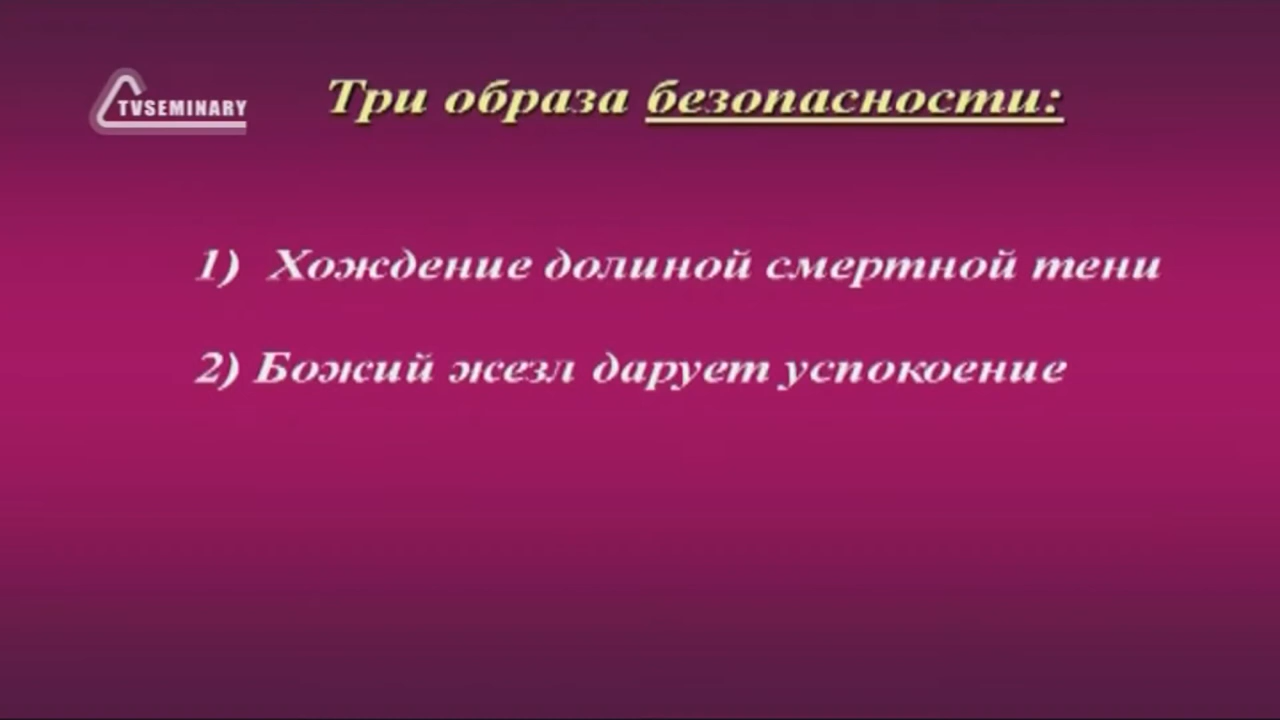 TVSEMINARY
Три образа безопасности:
1) Хождение долиной смертной тени
2) Божий жезл дарует успокоение